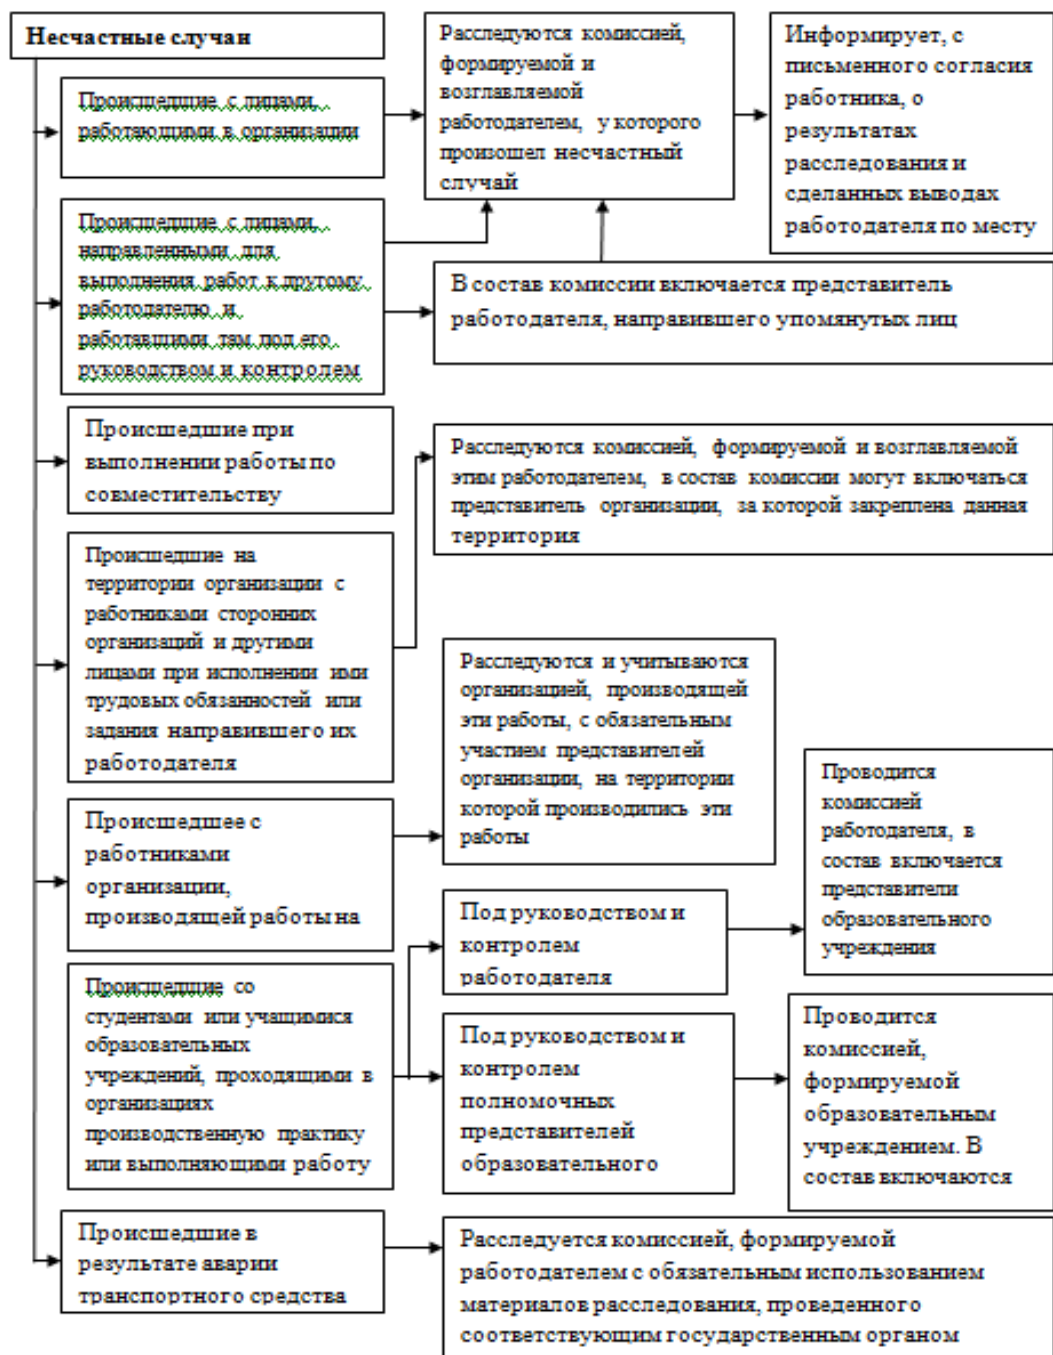 Несчастные случаи
Происшедшие с лицами,
работающими в организации
Расследуются комиссией,
формируемой и
возглавляемой
работодателем, у которого
произошел несчастный
случай
Информирует, с
письменного согласия
работника, о
результатах
расследования и
сделанных выводах
работодателя по месту
Происшедшие с лицами,
направленными для
выполнения работ к другому
работодателю и
работавшими там под его
руководством и контролем
В состав комиссии включается представитель
работодателя, направившего упомянутых лиц
Происшедшие при
выполнении работы по
совместительству
Расследуются комиссией, формируемой и возглавляемой
этим работодателем, в состав комиссии могут включаться
представитель организации, за которой закреплена данная
территория
Происшедшие на
территории организации с
работниками сторонних
организаций и другими
лицами при исполнении ими
трудовых обязанностей или
задания направившего их
работодателя
Расследуются и учитываются
организацией, производящей
эти работы, с обязательным
участием представителей
организации, на территории
которой производились эти
работы
Происшедшее с
работниками
организации,
производящей работы на
Под руководством и
контролем
работодателя
Проводится
комиссией
работодателя, в
состав включается
представители
образовательного
учреждения
Происшедшие со
студентами или учащимися
образовательных
учреждений, проходящими в
организациях
производственную практику
или выполняющими работу
Под руководством и
контролем
полномочных
представителей
образовательного
Проводится
комиссией,
формируемой
образовательным
учреждением. В
состав включаются
Происшедшие в
результате аварии
транспортного средства
Расследуется комиссией, формируемой
работодателем с обязательным использованием
материалов расследования, проведенного
соответствующим государственным органом